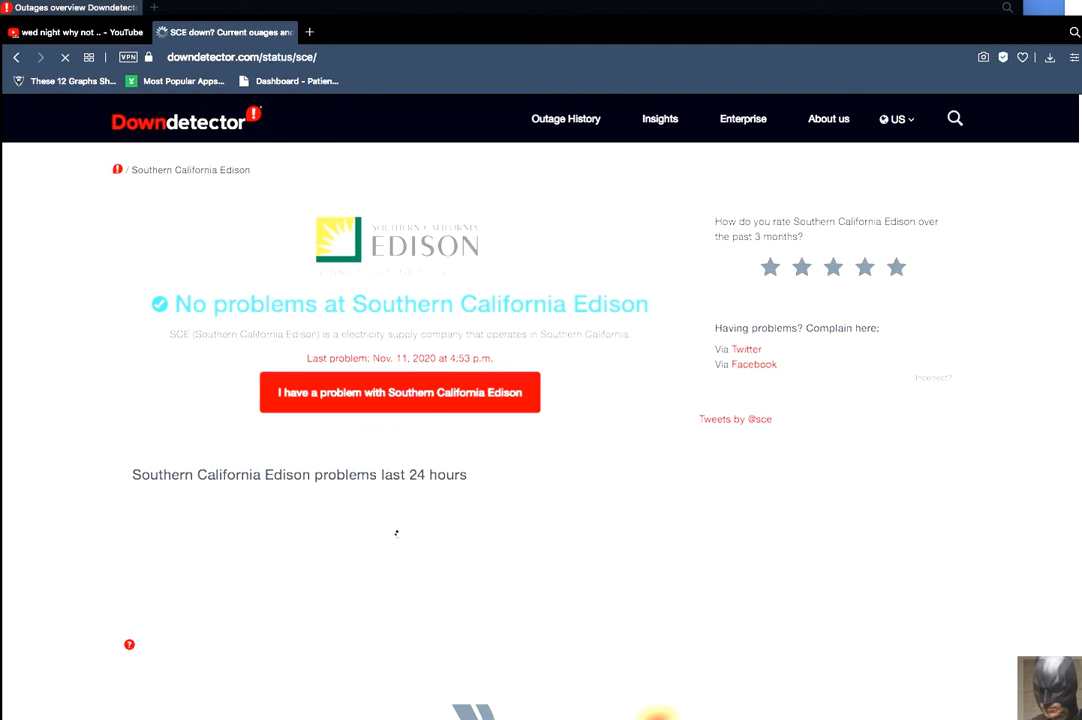 Outages overview Downdetect
wed night why not .. - YouTube
SCE down? Current ouages and
VPN
downdetector.com/status/sce/
These 12 Graphs Sh...
Most Popular Apps...
Dashboard - Patien...
Downdetector
Outage History
Insights
Enterprise
About us
US
/ Southern California Edison
SOUTHERN CALIFORNIA
EDISON
How do you rate Southern California Edison over
the past 3 months?
No problems at Southern California Edison
SCE (Southern California Edison) is a electricity supply company that operates in Southern California.
Last problem: Nov. 11, 2020 at 4:53 p.m.
I have a problem with Southern California Edison
Having problems? Complain here:
Via Twitter
Via Facebook
Incorrect?
Tweets by @sce
Southern California Edison problems last 24 hours